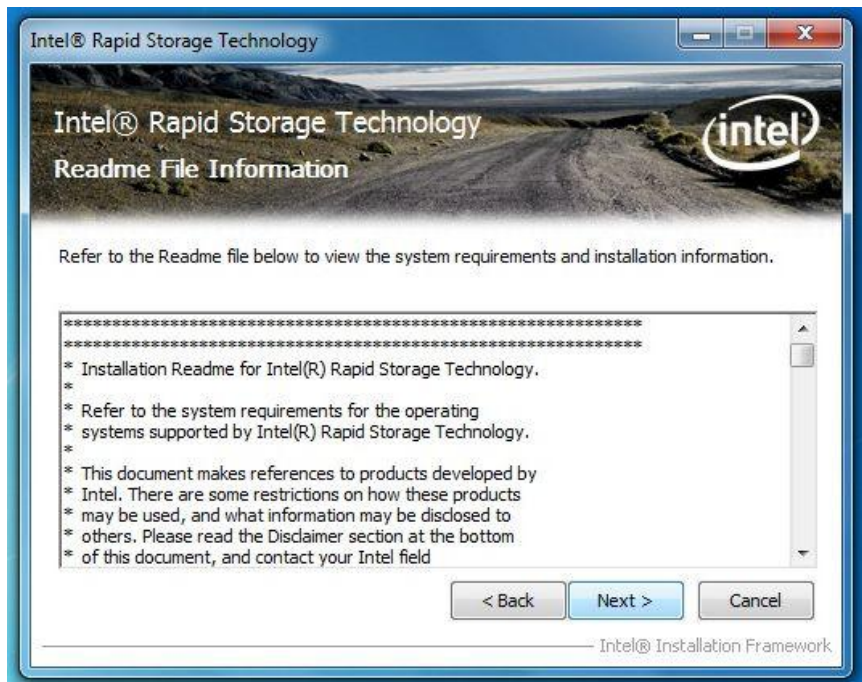 Intel® Rapid Storage Technology
Intel® Rapid Storage Technology
intel
Readme File Information
Refer to the Readme file below to view the system requirements and installation information.
************************************************************
************************************************************
* Installation Readme for Intel(R) Rapid Storage Technology.
*
* Refer to the system requirements for the operating
* systems supported by Intel(R) Rapid Storage Technology.
*
* This document makes references to products developed by
* Intel. There are some restrictions on how these products
* may be used, and what information may be disclosed to
* others. Please read the Disclaimer section at the bottom
* of this document, and contact your Intel field
< Back
Next >
Cancel
Intel® Installation Framework